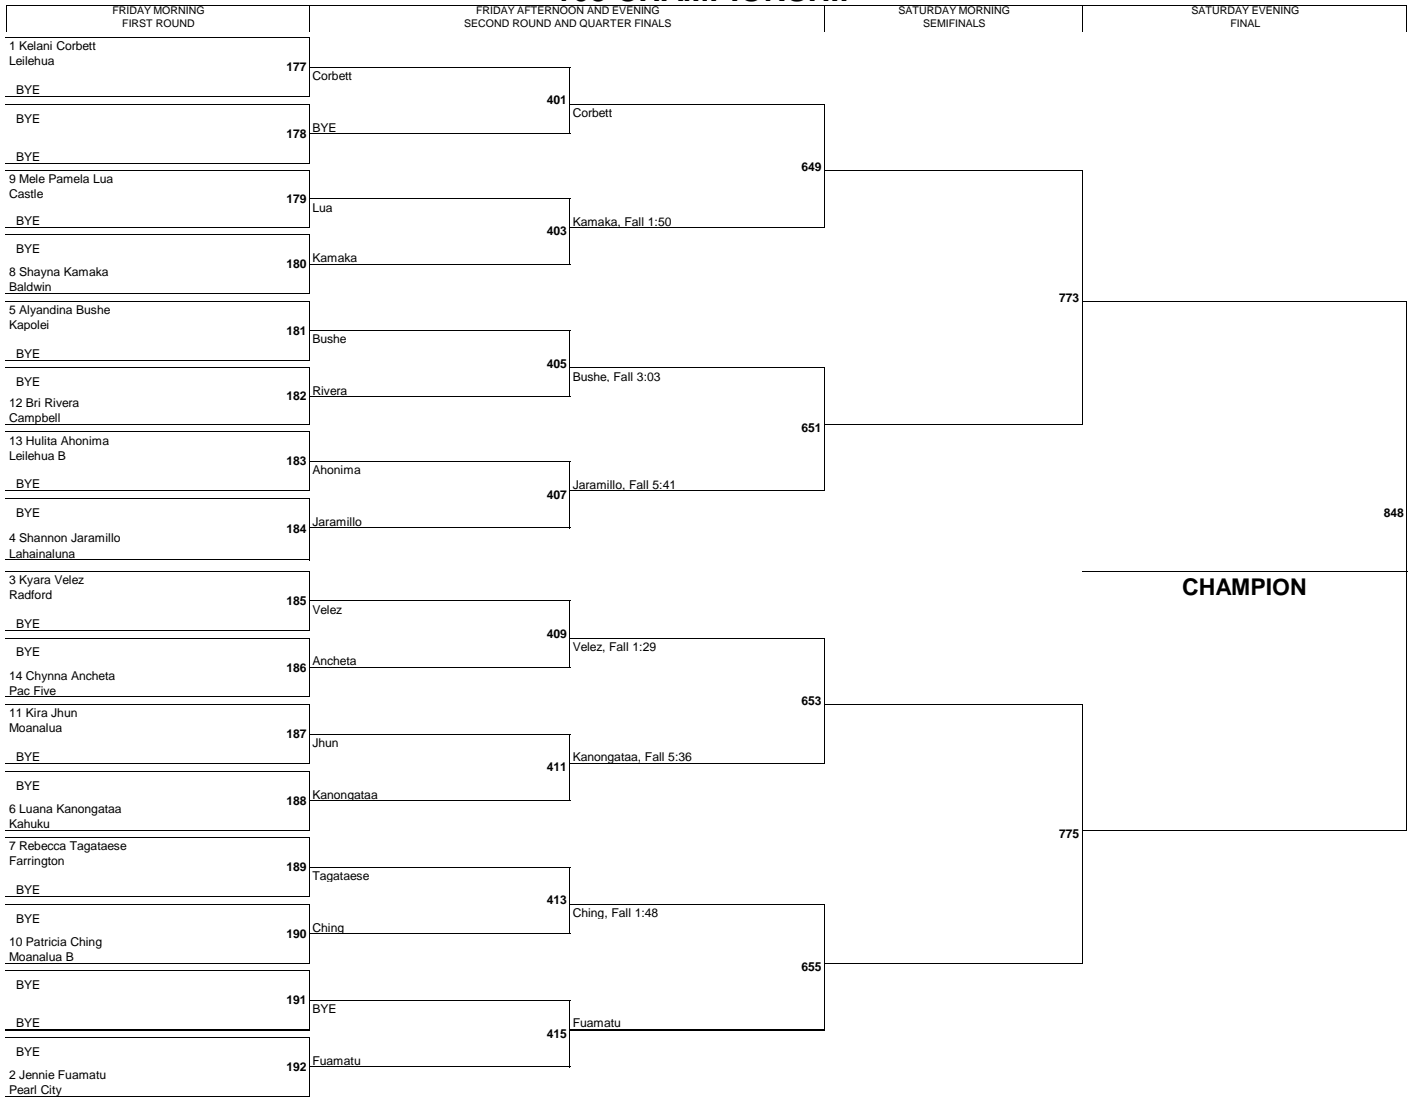 FRIDAY MORNING
FIRST ROUND
FRIDAY AFTERNOON AND EVENING
SECOND ROUND AND QUARTER FINALS
SATURDAY MORNING
SEMIFINALS
SATURDAY EVENING
FINAL
1 Kelani Corbett
Leilehua
177
BYE
Corbett
401
BYE
178
BYE
BYE
Corbett
649
9 Mele Pamela Lua
Castle
179
BYE
Lua
403
Kamaka, Fall 1:50
BYE
180
8 Shayna Kamaka
Baldwin
Kamaka
773
5 Alyandina Bushe
Kapolei
181
BYE
Bushe
405
Bushe, Fall 3:03
BYE
182
12 Bri Rivera
Campbell
Rivera
651
13 Hulita Ahonima
Leilehua B
183
BYE
Ahonima
407
Jaramillo, Fall 5:41
BYE
184
4 Shannon Jaramillo
Lahainaluna
Jaramillo
848
CHAMPION
3 Kyara Velez
Radford
185
BYE
Velez
409
Velez, Fall 1:29
BYE
186
14 Chynna Ancheta
Pac Five
Ancheta
653
11 Kira Jhun
Moanalua
187
BYE
Jhun
411
Kanongataa, Fall 5:36
BYE
188
6 Luana Kanongataa
Kahuku
Kanongataa
775
7 Rebecca Tagataese
Farrington
189
BYE
Tagataese
413
Ching, Fall 1:48
BYE
190
10 Patricia Ching
Moanalua B
Ching
655
BYE
191
BYE
BYE
415
Fuamatu
BYE
192
2 Jennie Fuamatu
Pearl City
Fuamatu